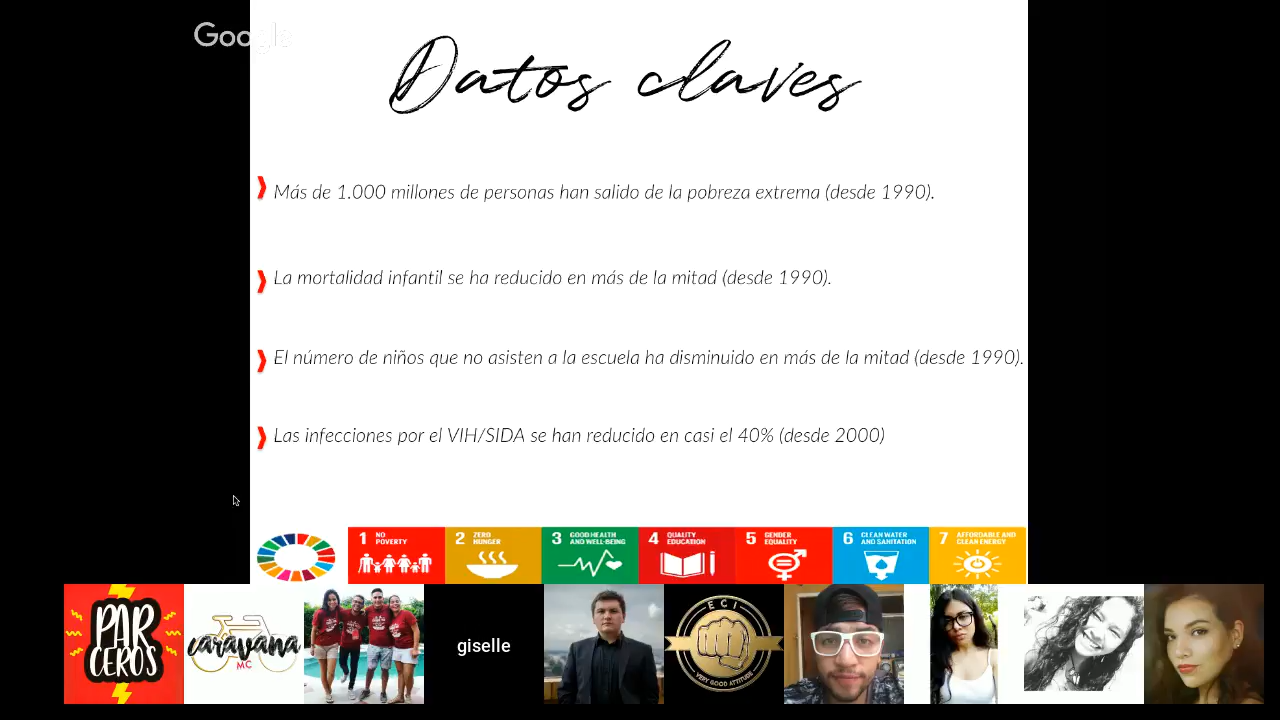 Google
Datos claves
Más de 1.000 millones de personas han salido de la pobreza extrema (desde 1990).
La mortalidad infantil se ha reducido en más de la mitad (desde 1990).
El número de niños que no asisten a la escuela ha disminuido en más de la mitad (desde 1990).
Las infecciones por el VIH/SIDA se han reducido en casi el 40% (desde 2000)
1 NO
POVERTY
2 ZERO
HUNGER
3 GOOD HEALTH
AND WELL-BEING
4 QUALITY
EDUCATION
5 GENDER
EQUALITY
6 CLEAN WATER
AND SANITATION
7 AFFORDABLE AND
CLEAN ENERGY
PAR
CEROS
caravana
MC
giselle
ECI
VERY GOOD ATTITUDE